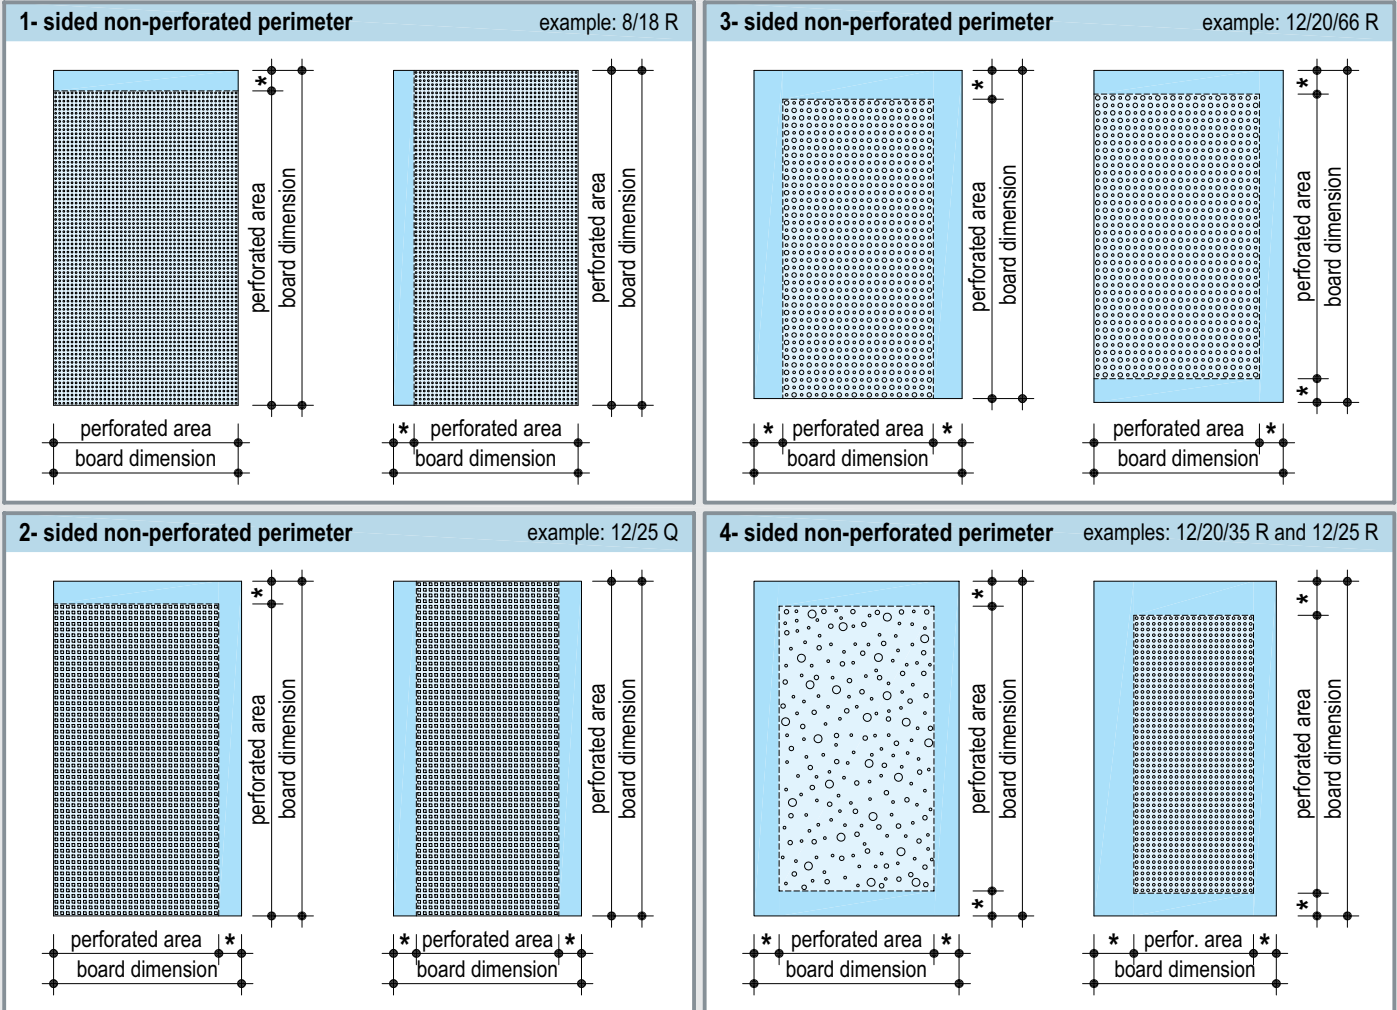 1- sided non-perforated perimeter example: 8/18 R
*
perforated area
board dimension
perforated area
board dimension
perforated area
board dimension
* perforated area
board dimension
3- sided non-perforated perimeter example: 12/20/66 R
*
perforated area
board dimension
*
perforated area
board dimension
*
* perforated area *
board dimension
perforated area *
board dimension
2- sided non-perforated perimeter example: 12/25 Q
*
perforated area
board dimension
perforated area
board dimension
perforated area *
board dimension
* perforated area *
board dimension
4- sided non-perforated perimeter examples: 12/20/35 R and 12/25 R
*
perforated area
board dimension
*
*
perforated area
board dimension
*
* perforated area *
board dimension
* perfor. area *
board dimension